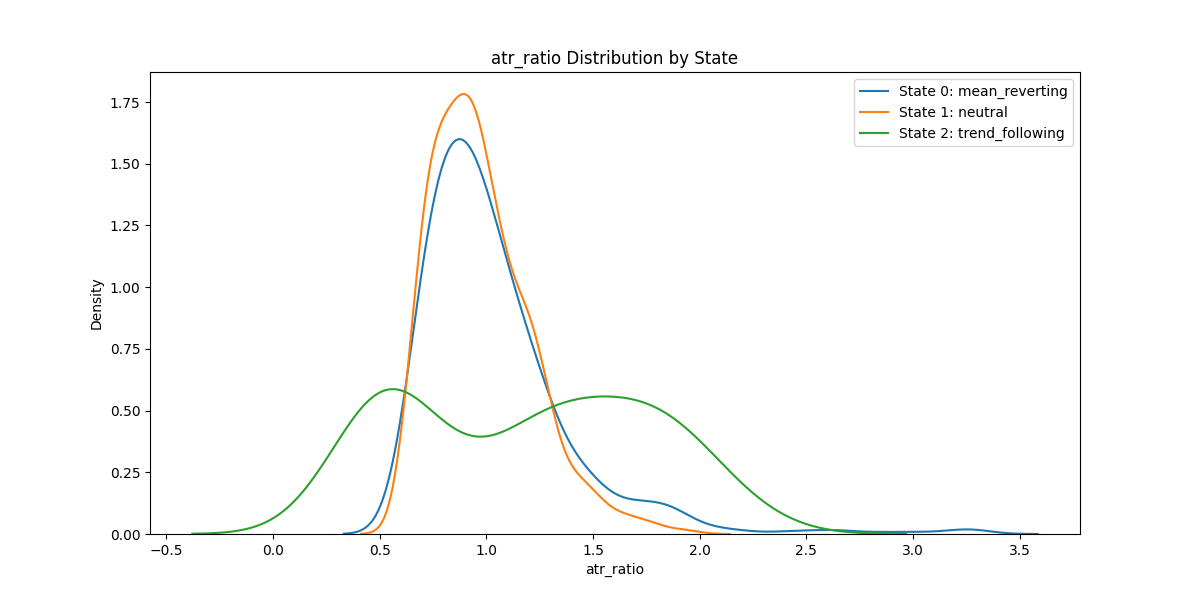 atr_ratio Distribution by State
State 0: mean_reverting
State 1: neutral
State 2: trend_following
Density
1.75
1.50
1.25
1.00
0.75
0.50
0.25
0.00
−0.5 0.0 0.5 1.0 1.5 2.0 2.5 3.0 3.5
atr_ratio